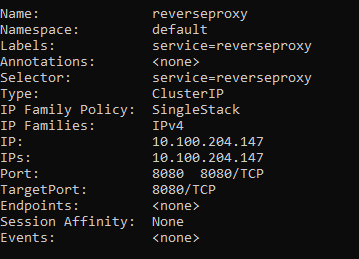 Name: reverseproxy
Namespace: default
Labels: service=reverseproxy
Annotations: <none>
Selector: service=reverseproxy
Type: ClusterIP
IP Family Policy: SingleStack
IP Families: IPv4
IP: 10.100.204.147
IPs: 10.100.204.147
Port: 8080 8080/TCP
TargetPort: 8080/TCP
Endpoints: <none>
Session Affinity: None
Events: <none>